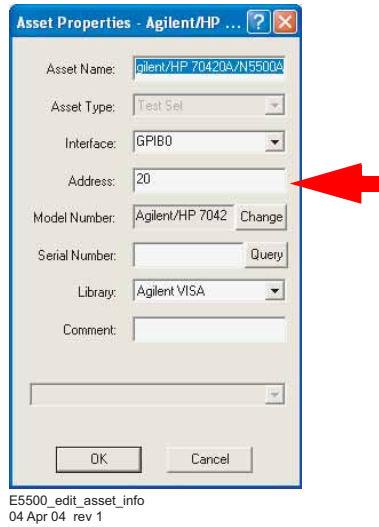 Asset Properties - Agilent/HP ...
Asset Name: gilent/HP 70420A/N5500A
Asset Type: Test Set
Interface: GPIB0
Address: 20
Model Number: Agilent/HP 7042 Change
Serial Number: Query
Library: Agilent VISA
Comment:
OK Cancel
E5500_edit_asset_info
04 Apr 04 rev 1